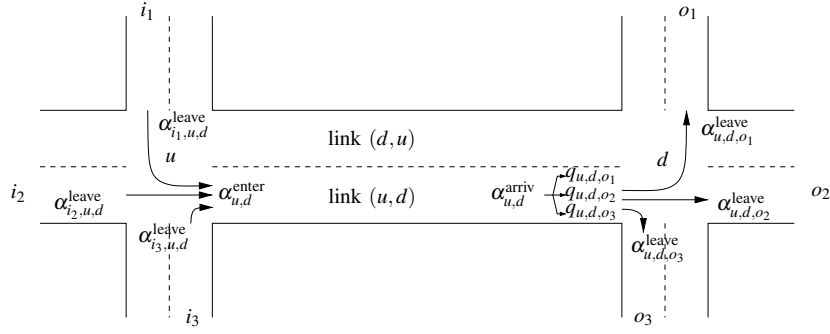 i₁ o₁
α^leave_{i₁,u,d} link (d,u) α^leave_{u,d,o₁}
u d
q_{u,d,o₁}
i₂ α^leave_{i₂,u,d} α^enter_{u,d} link (u,d) α^arriv_{u,d} q_{u,d,o₂} α^leave_{u,d,o₂} o₂
q_{u,d,o₃}
α^leave_{i₃,u,d} α^leave_{u,d,o₃}
i₃ o₃